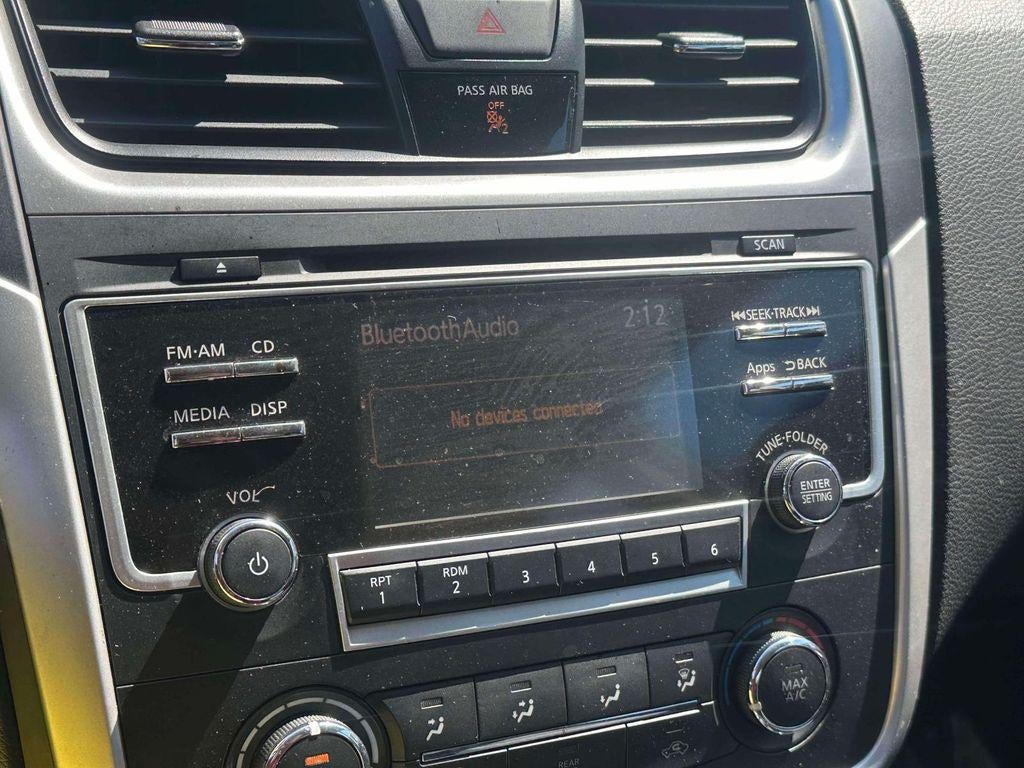 PASS AIR BAG
OFF
2
SCAN
BluetoothAudio 2:12
No devices connected
FM·AM CD
MEDIA DISP
VOL
SEEK·TRACK
Apps BACK
TUNE·FOLDER
ENTER
SETTING
RPT
1
RDM
2
3
4
5
6
MAX
A/C
REAR